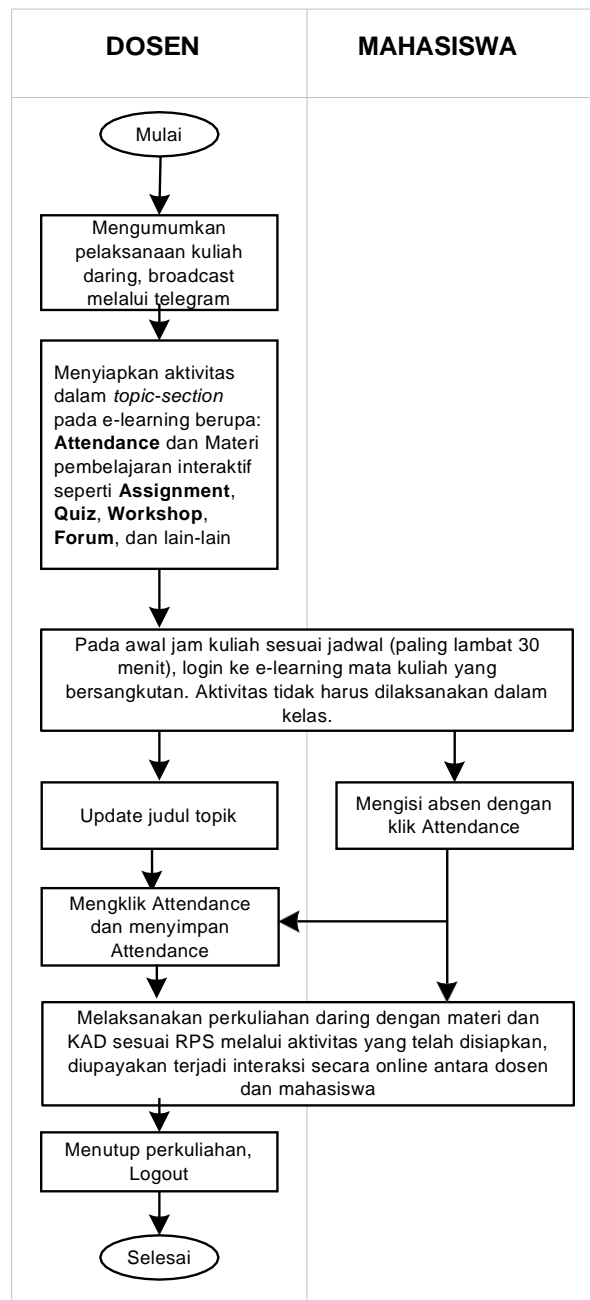 DOSEN
MAHASISWA
Mulai
Mengumumkan
pelaksanaan kuliah
daring, broadcast
melalui telegram
Menyiapkan aktivitas
dalam topic-section
pada e-learning berupa:
Attendance dan Materi
pembelajaran interaktif
seperti Assignment,
Quiz, Workshop,
Forum, dan lain-lain
Pada awal jam kuliah sesuai jadwal (paling lambat 30
menit), login ke e-learning mata kuliah yang
bersangkutan. Aktivitas tidak harus dilaksanakan dalam
kelas.
Update judul topik
Mengisi absen dengan
klik Attendance
Mengklik Attendance
dan menyimpan
Attendance
Melaksanakan perkuliahan daring dengan materi dan
KAD sesuai RPS melalui aktivitas yang telah disiapkan,
diupayakan terjadi interaksi secara online antara dosen
dan mahasiswa
Menutup perkuliahan,
Logout
Selesai